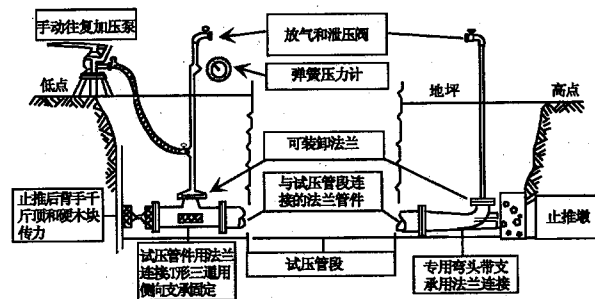 手动往复加压泵
放气和泄压阀
弹簧压力计
低点
地坪
高点
可装卸法兰
与试压管段连
接的法兰管件
止推后背手千
斤顶和硬木块
传力
止推墩
试压管件用法兰
连接,T形三通用
侧向支承固定
试压管段
专用弯头带支
承用法兰连接